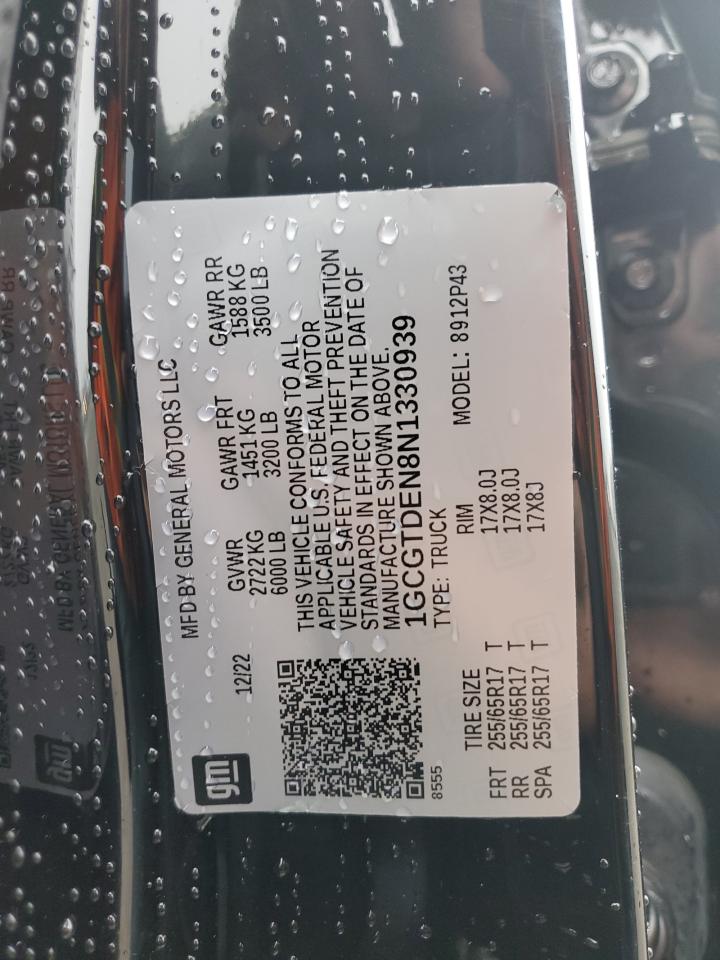 gm
MFD BY GENERAL MOTORS LLC
12/22
GVWR GAWR FRT GAWR RR
2722 KG 1451 KG 1588 KG
6000 LB 3200 LB 3500 LB
THIS VEHICLE CONFORMS TO ALL
APPLICABLE U.S. FEDERAL MOTOR
VEHICLE SAFETY AND THEFT PREVENTION
STANDARDS IN EFFECT ON THE DATE OF
MANUFACTURE SHOWN ABOVE.
1GCGTDEN8N1330939
8555
TYPE: TRUCK MODEL: 8912P43
TIRE SIZE RIM
FRT 255/65R17 T 17X8.0J
RR 255/65R17 T 17X8.0J
SPA 255/65R17 T 17X8J